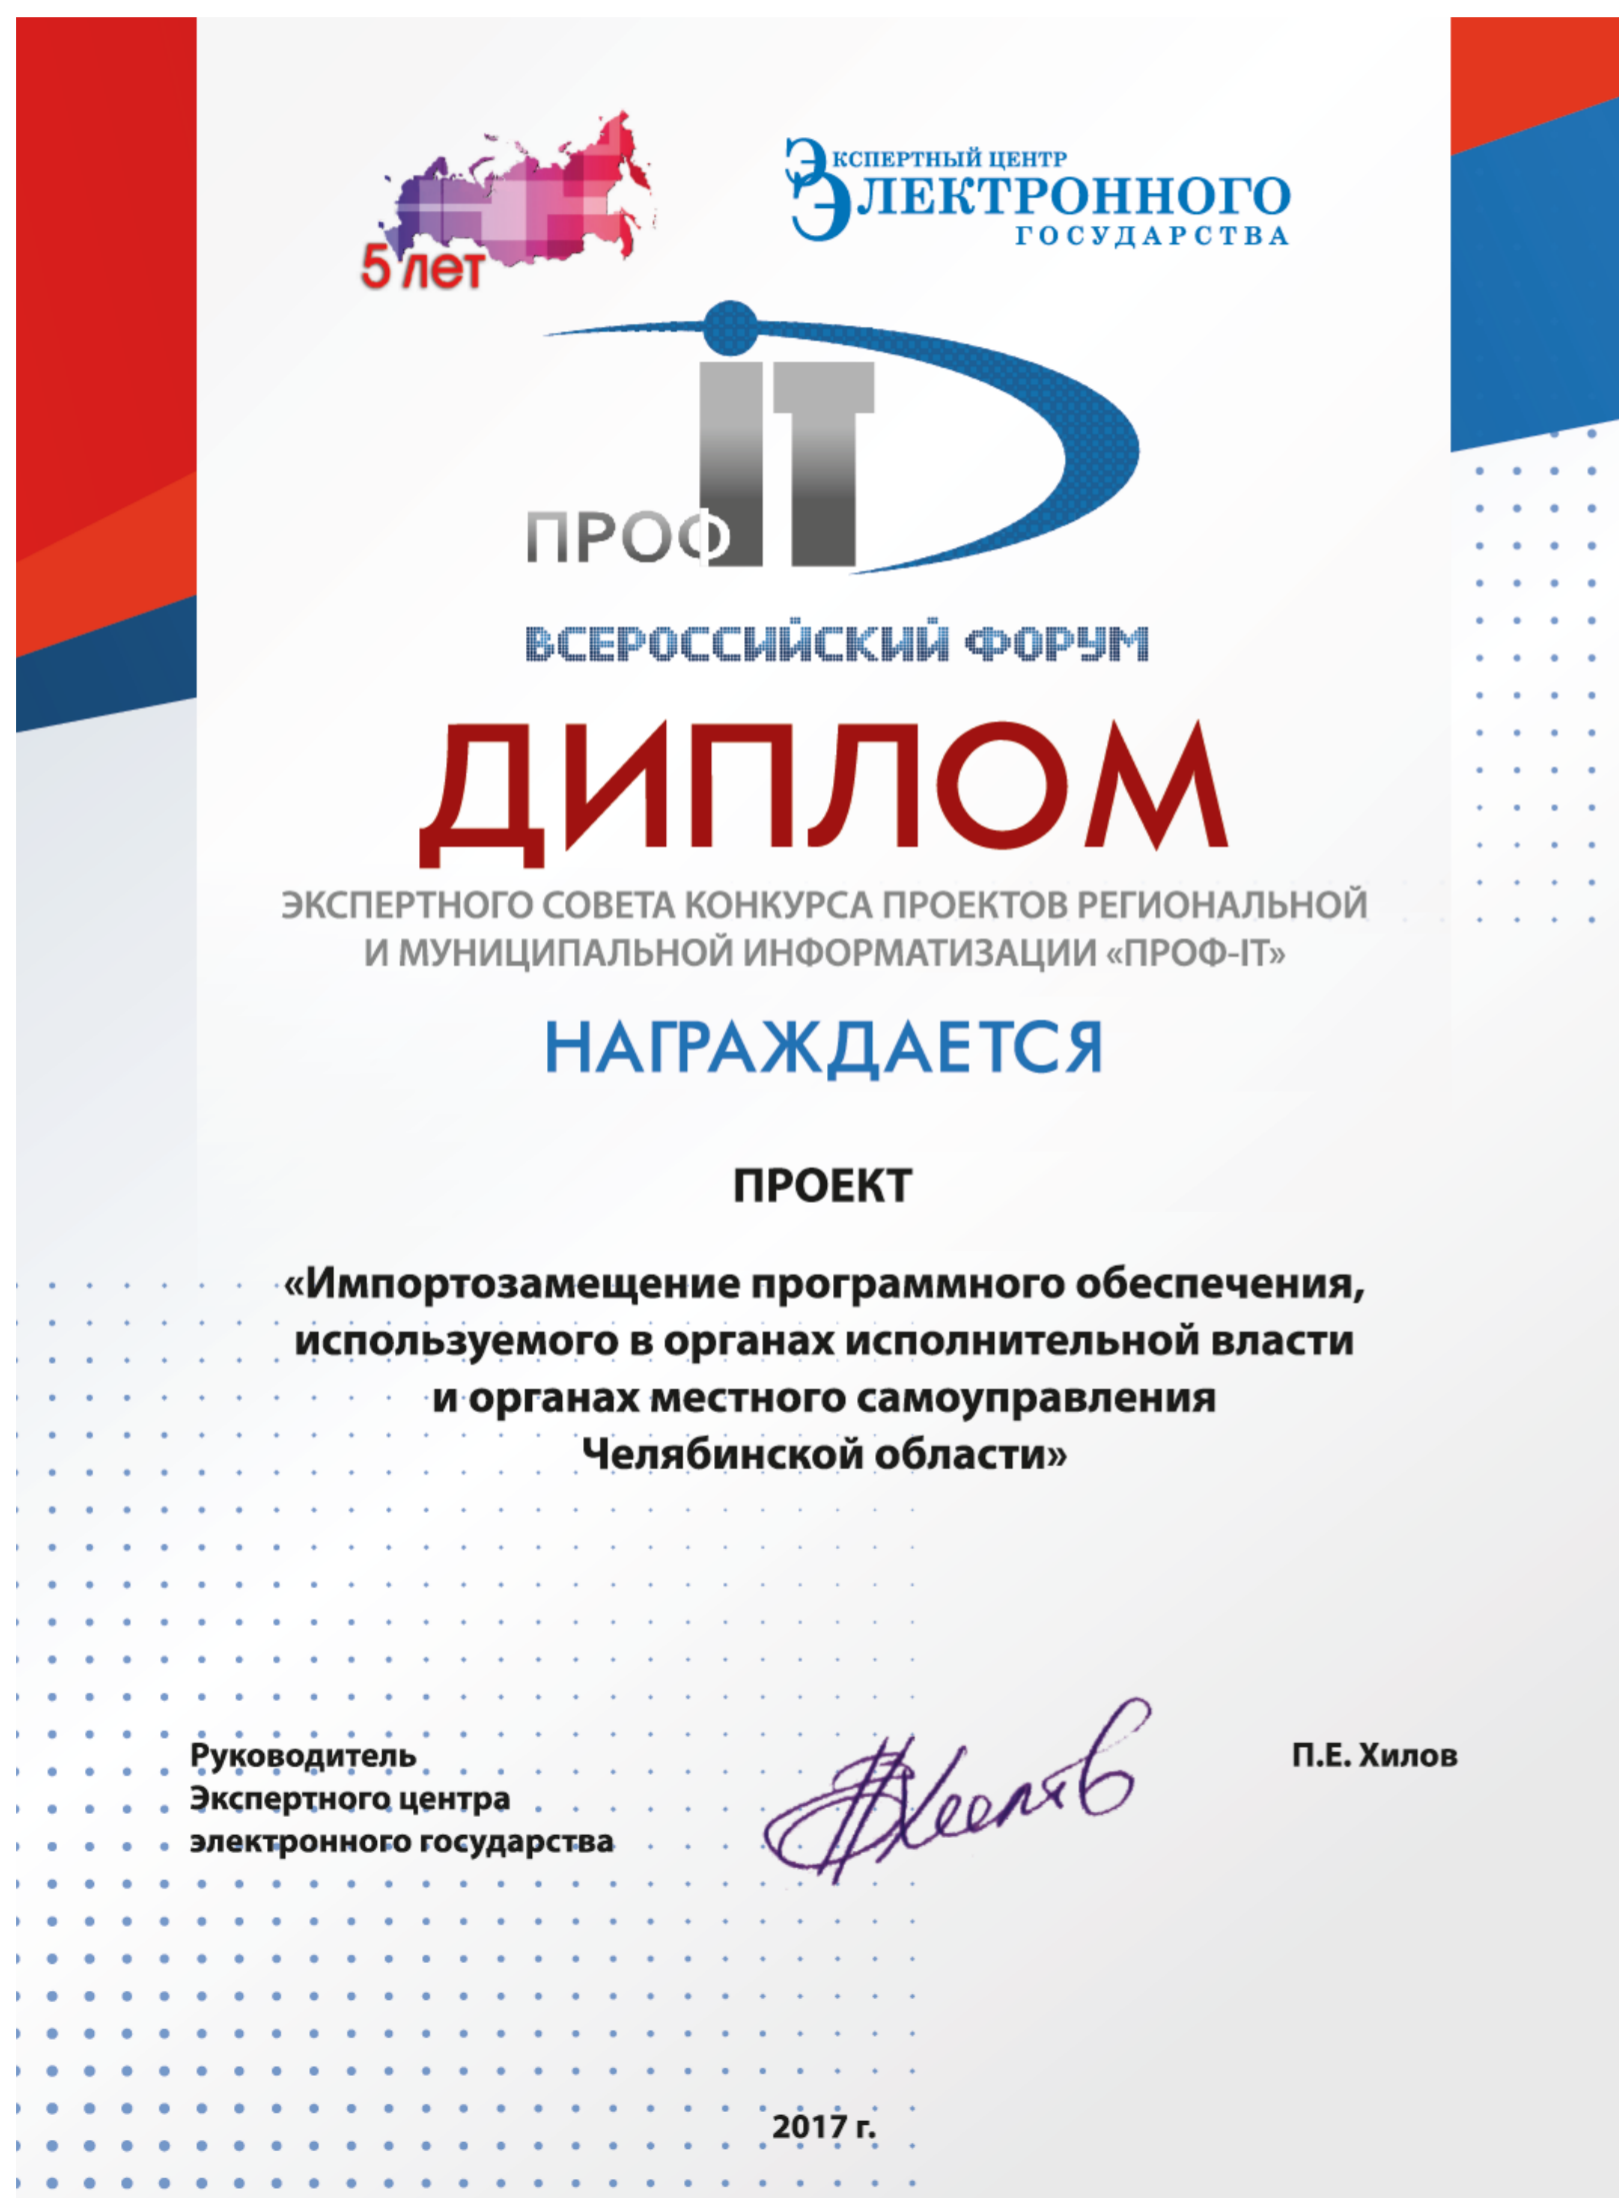 5 лет
ЭКСПЕРТНЫЙ ЦЕНТР
ЭЛЕКТРОННОГО
ГОСУДАРСТВА
ПРОФ IT
ВСЕРОССИЙСКИЙ ФОРУМ
ДИПЛОМ
ЭКСПЕРТНОГО СОВЕТА КОНКУРСА ПРОЕКТОВ РЕГИОНАЛЬНОЙ
И МУНИЦИПАЛЬНОЙ ИНФОРМАТИЗАЦИИ «ПРОФ-IT»
НАГРАЖДАЕТСЯ
ПРОЕКТ
«Импортозамещение программного обеспечения,
используемого в органах исполнительной власти
и органах местного самоуправления
Челябинской области»
Руководитель
Экспертного центра
электронного государства
П.Е. Хилов
2017 г.